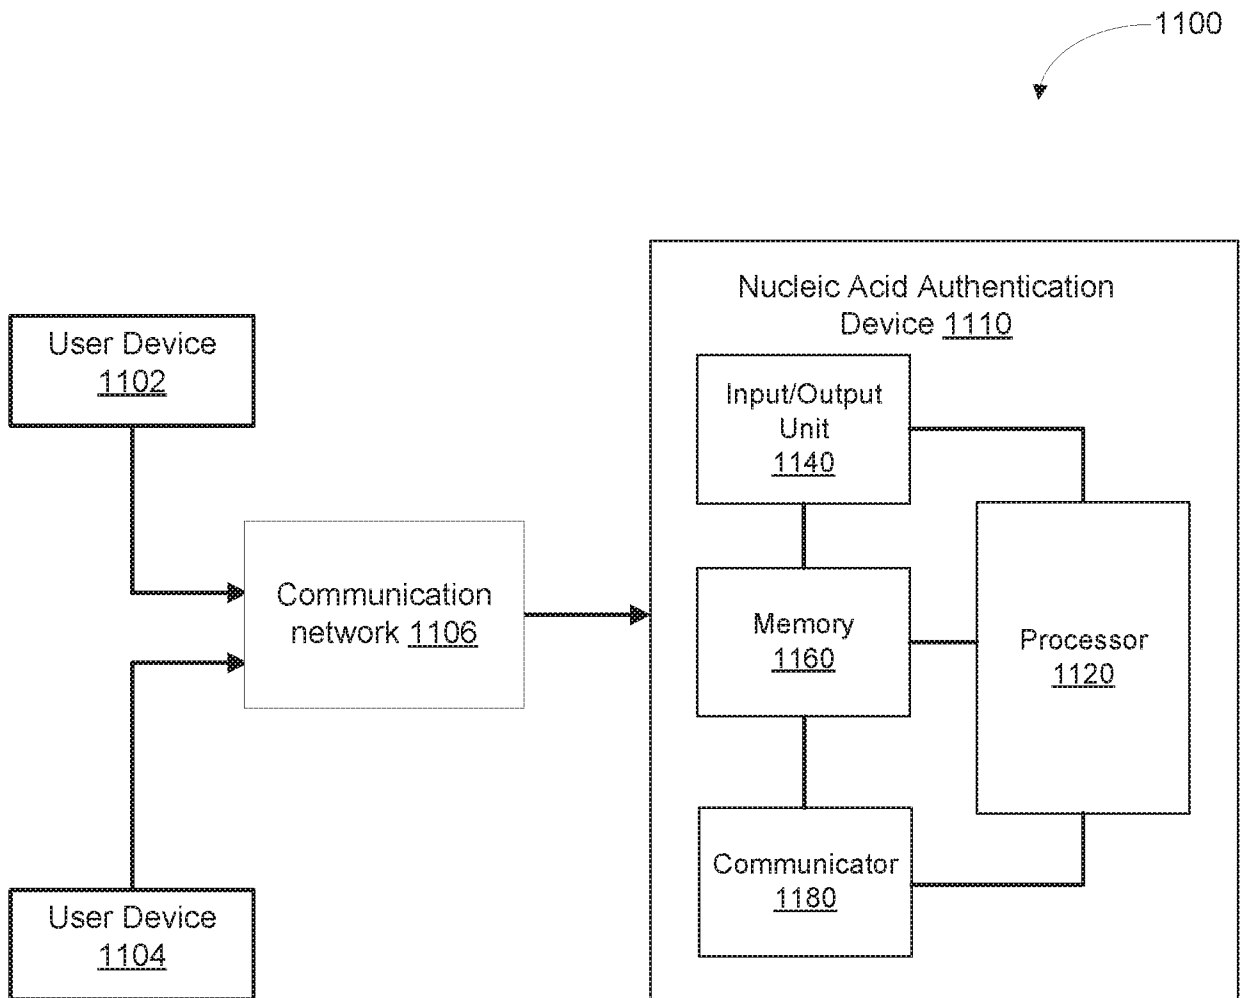 1100
Nucleic Acid Authentication
Device 1110
User Device
1102
Input/Output
Unit
1140
Communication
network 1106
Memory
1160
Processor
1120
Communicator
1180
User Device
1104